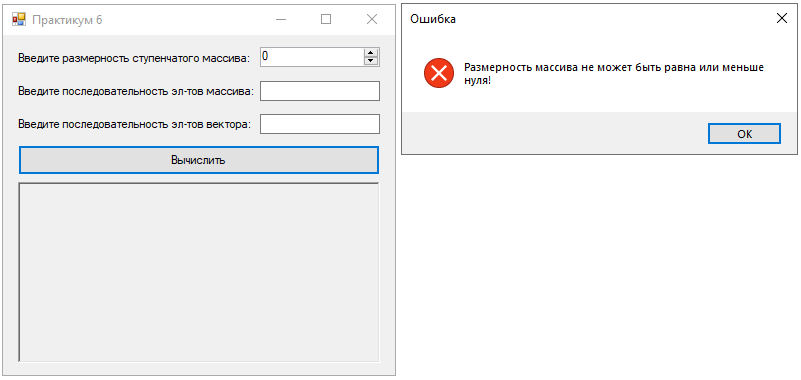 Практикум 6
Введите размерность ступенчатого массива:
0
Введите последовательность эл-тов массива:
Введите последовательность эл-тов вектора:
Вычислить
Ошибка
Размерность массива не может быть равна или меньше
нуля!
ОК